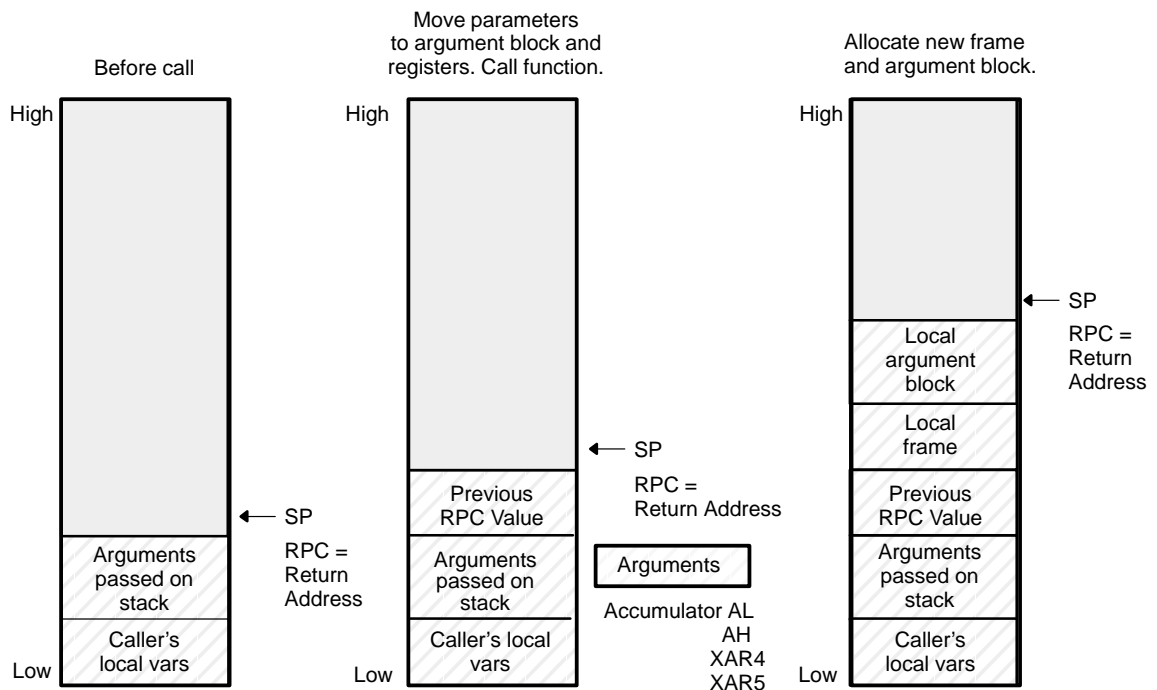 Before call
High
SP
RPC =
Return
Address
Arguments
passed on
stack
Caller's
local vars
Low
Move parameters
to argument block and
registers. Call function.
High
SP
RPC =
Return Address
Previous
RPC Value
Arguments
passed on
stack
Caller's local
vars
Low
Arguments
Accumulator AL
AH
XAR4
XAR5
Allocate new frame
and argument block.
High
SP
RPC =
Return
Address
Local
argument
block
Local
frame
Previous
RPC Value
Arguments
passed on
stack
Caller's
local vars
Low